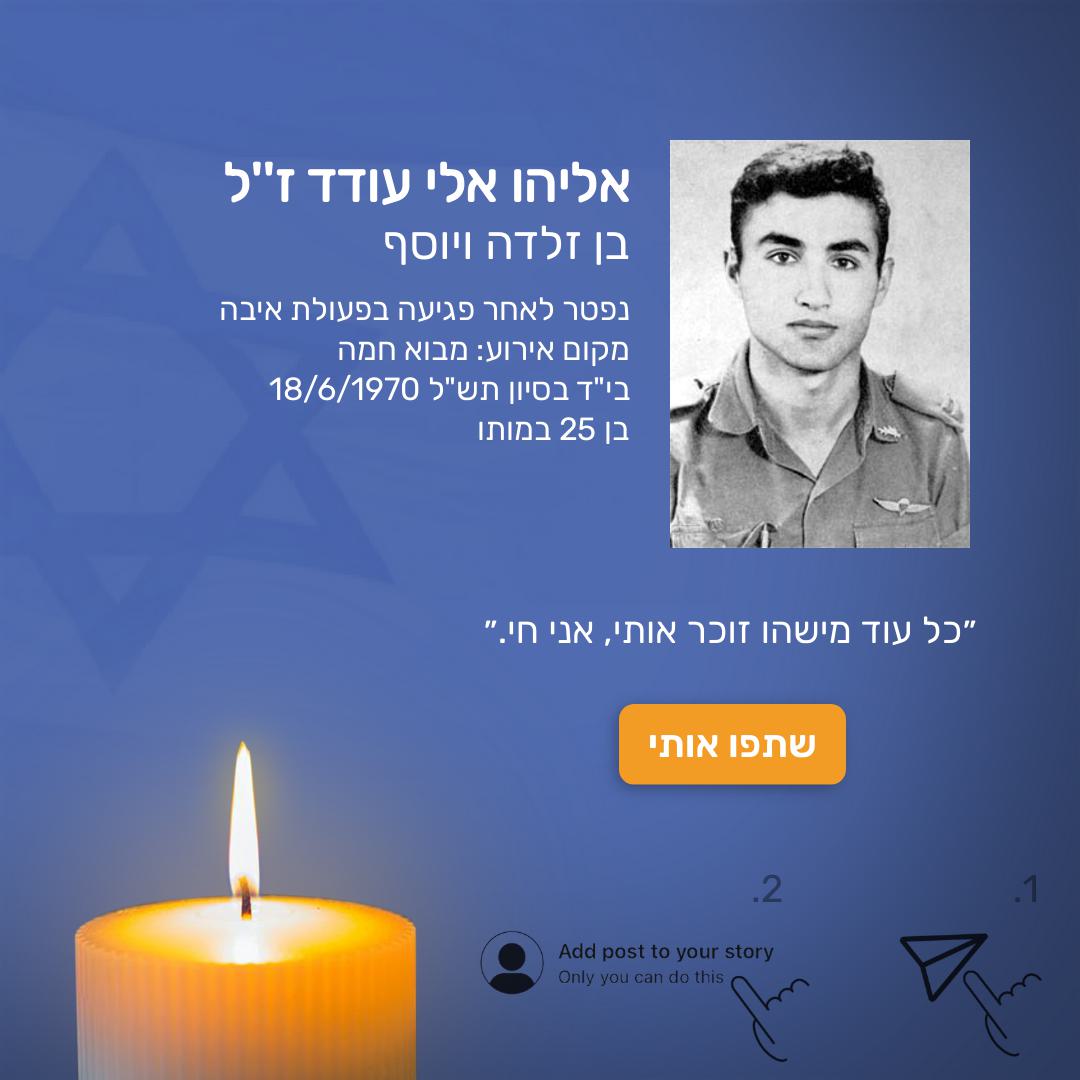 אליהו אלי עודד ז"ל
בן זלדה ויוסף
נפטר לאחר פגיעה בפעולת איבה
מקום אירוע: מבוא חמה
בי"ד בסיון תש"ל 18/6/1970
בן 25 במותו
״כל עוד מישהו זוכר אותי, אני חי.״
שתפו אותי
1.
2.
Add post to your story
Only you can do this